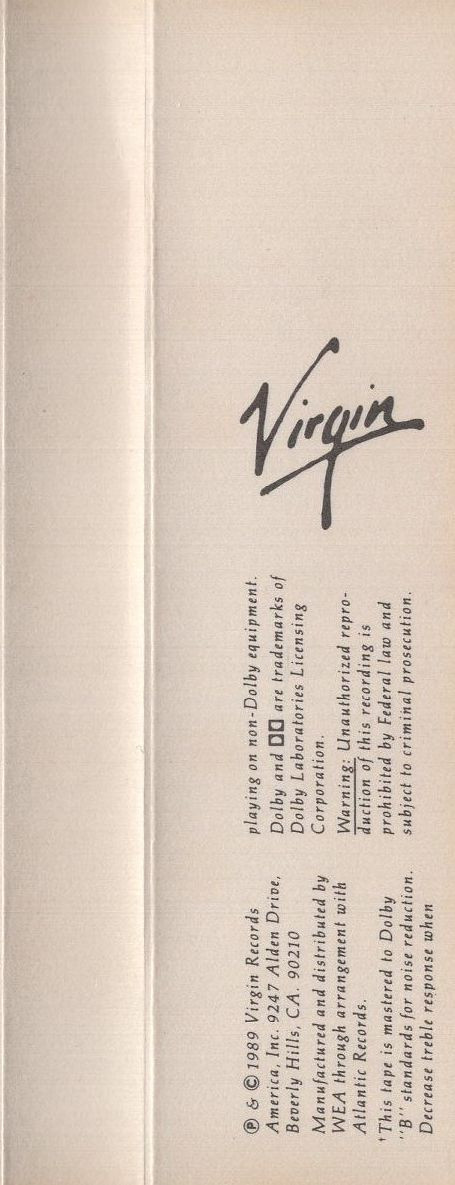 Ⓟ & © 1989 Virgin Records
America, Inc. 9247 Alden Drive,
Beverly Hills, CA. 90210
Manufactured and distributed by
WEA through arrangement with
Atlantic Records.
†This tape is mastered to Dolby
"B" standards for noise reduction.
Decrease treble response when
playing on non-Dolby equipment.
Dolby and are trademarks of
Dolby Laboratories Licensing
Corporation.
Warning: Unauthorized repro-
duction of this recording is
prohibited by Federal law and
subject to criminal prosecution.
Virgin